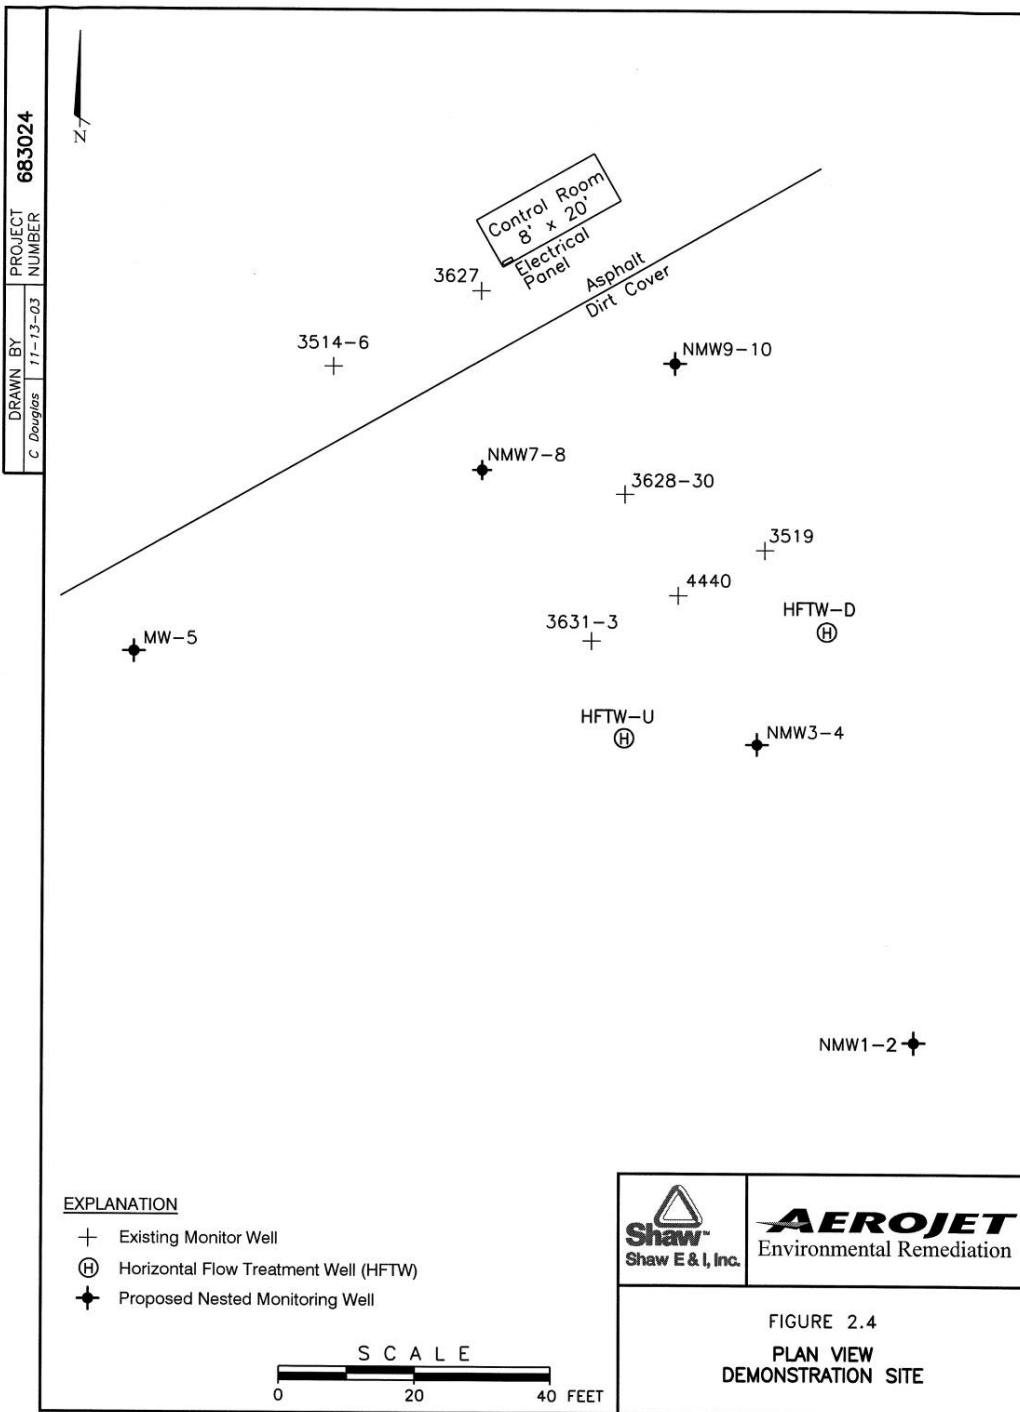 PROJECT
NUMBER
683024
DRAWN BY
C Douglas 11-13-03
N
Control Room
8' x 20'
Electrical
Panel
3627
Asphalt
Dirt Cover
3514-6
NMW9-10
NMW7-8
3628-30
3519
4440
HFTW-D
H
3631-3
MW-5
HFTW-U
H
NMW3-4
NMW1-2
EXPLANATION
Existing Monitor Well
H Horizontal Flow Treatment Well (HFTW)
Proposed Nested Monitoring Well
SCALE
0 20 40 FEET
Shaw™
Shaw E & I, Inc.
AEROJET
Environmental Remediation
FIGURE 2.4
PLAN VIEW
DEMONSTRATION SITE